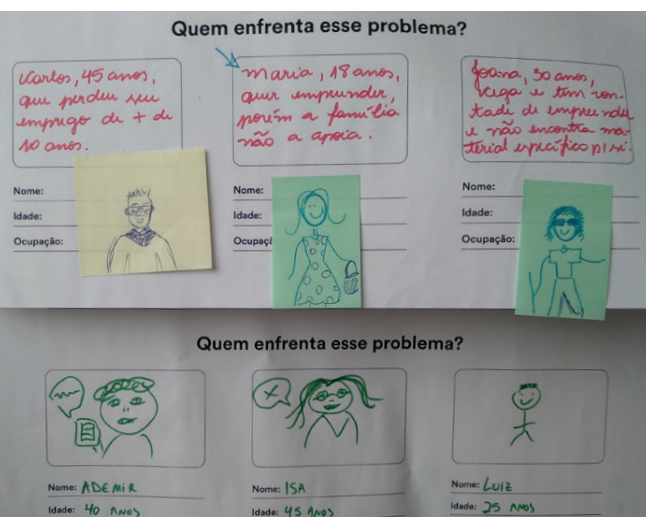 Quem enfrenta esse problema?
Karlos, 45 anos,
que perdeu seu
emprego de + de
10 anos.
Maria, 18 anos,
quer empreender,
porém a família
não a apoia.
Joana, 30 anos,
cega e tem von-
tade de empreender
e não encontra ma-
terial específico p/ si.
Nome:
Idade:
Ocupação:
Nome:
Idade:
Ocupaçã
Nome:
Idade:
Ocupação:
Quem enfrenta esse problema?
Nome: ADEMIR
Idade: 40 ANOS
Nome: ISA
Idade: 45 ANOS
Nome: LUIZ
Idade: 25 ANOS